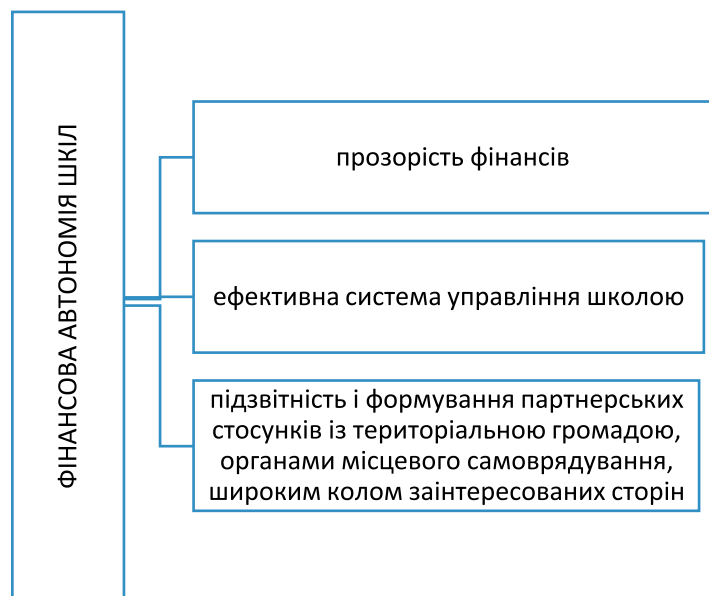 ФІНАНСОВА АВТОНОМІЯ ШКІЛ
прозорість фінансів
ефективна система управління школою
підзвітність і формування партнерських
стосунків із територіальною громадою,
органами місцевого самоврядування,
широким колом заінтересованих сторін